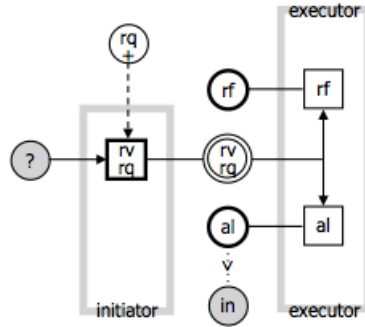 executor
rq
+
rf
rf
?
rv
rq
rv
rq
al
al
v
in
initiator
executor